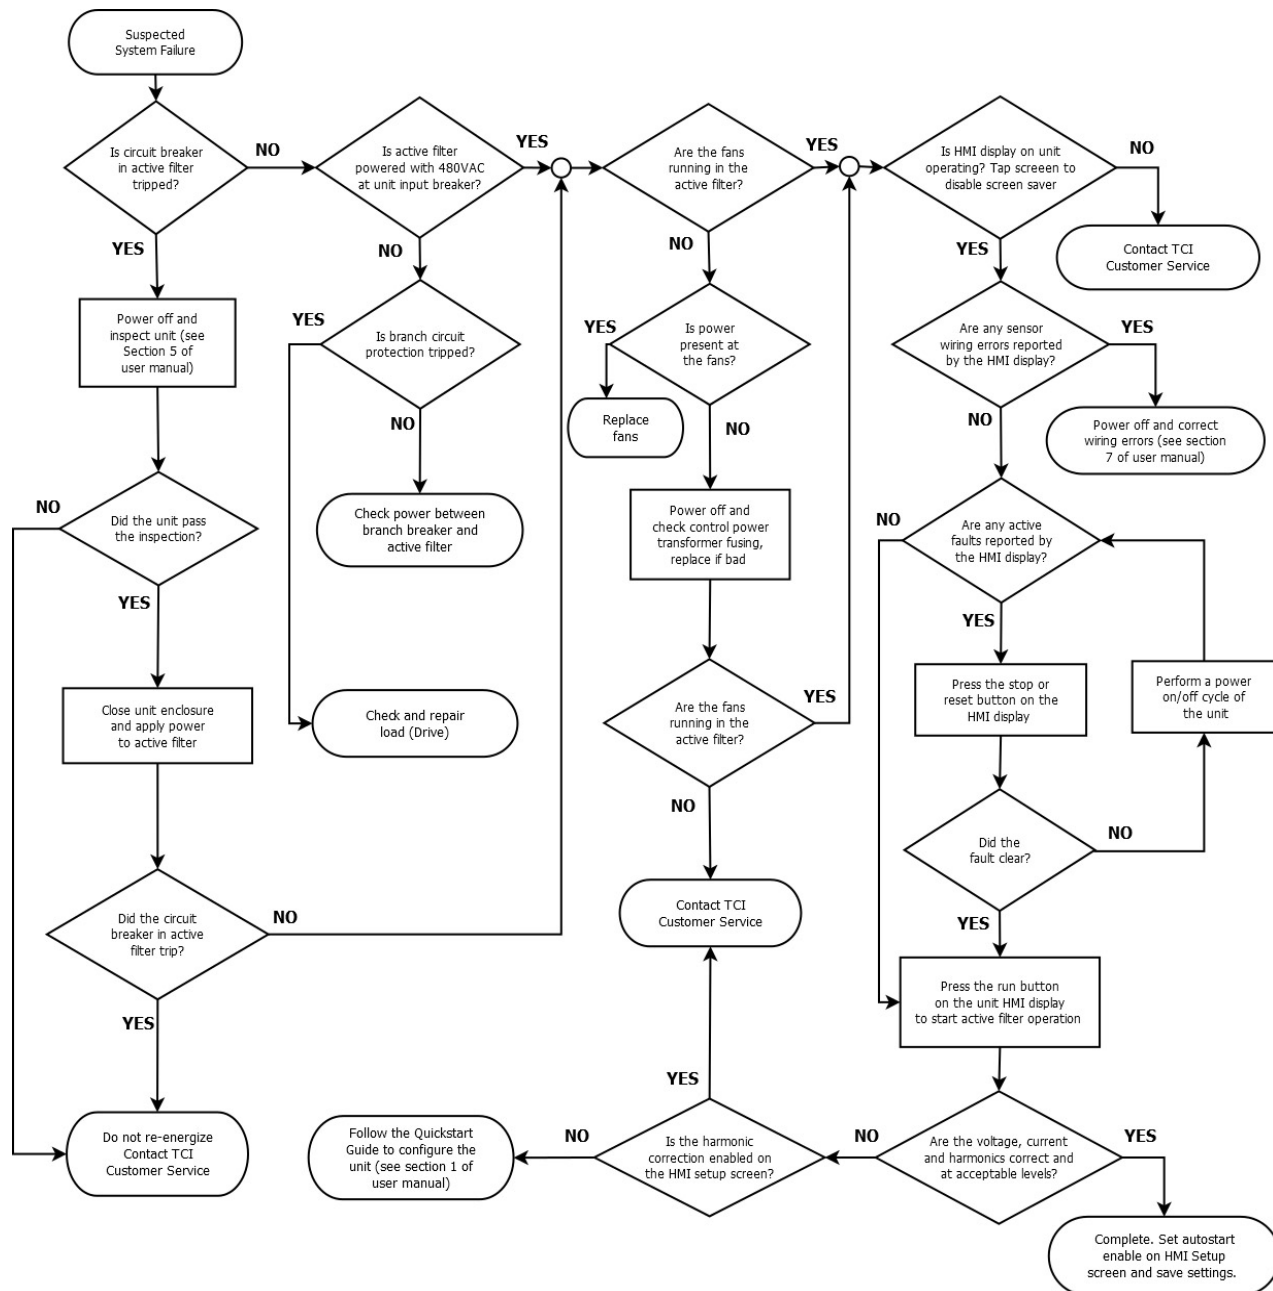 Suspected
System Failure
Is circuit breaker
in active filter
tripped?
NO
YES
Is active filter
powered with 480VAC
at unit input breaker?
YES
NO
Are the fans
running in the
active filter?
YES
NO
Is HMI display on unit
operating? Tap screeen to
disable screen saver
NO
YES
Contact TCI
Customer Service
Power off and
inspect unit (see
Section 5 of
user manual)
YES
Is branch circuit
protection tripped?
NO
YES
Is power
present at
the fans?
NO
Replace
fans
Are any sensor
wiring errors reported
by the HMI display?
YES
NO
Power off and correct
wiring errors (see section
7 of user manual)
NO
Did the unit pass
the inspection?
YES
Check power between
branch breaker and
active filter
Power off and
check control power
transformer fusing,
replace if bad
NO
Are any active
faults reported by
the HMI display?
YES
Close unit enclosure
and apply power
to active filter
Check and repair
load (Drive)
Are the fans
running in the
active filter?
YES
NO
Press the stop or
reset button on the
HMI display
Perform a power
on/off cycle of
the unit
Did the
fault clear?
NO
YES
Did the circuit
breaker in active
filter trip?
NO
YES
Contact TCI
Customer Service
Press the run button
on the unit HMI display
to start active filter operation
YES
Do not re-energize
Contact TCI
Customer Service
Follow the Quickstart
Guide to configure the
unit (see section 1 of
user manual)
NO
Is the harmonic
correction enabled on
the HMI setup screen?
NO
Are the voltage, current
and harmonics correct and
at acceptable levels?
YES
Complete. Set autostart
enable on HMI Setup
screen and save settings.